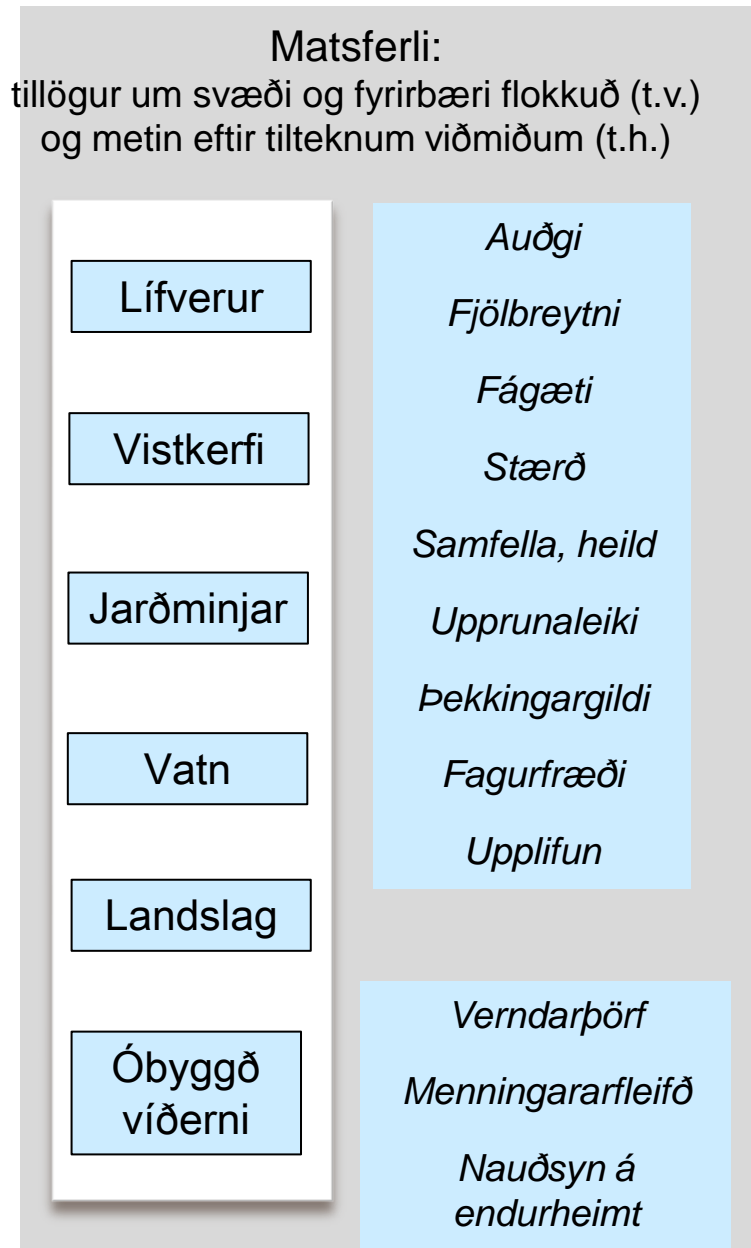 Matsferli:
tillögur um svæði og fyrirbæri flokkuð (t.v.)
og metin eftir tilteknum viðmiðum (t.h.)
Lífverur
Vistkerfi
Jarðminjar
Vatn
Landslag
Óbyggð
víðerni
Auðgi
Fjölbreytni
Fágæti
Stærð
Samfella, heild
Upprunaleiki
Þekkingargildi
Fagurfræði
Upplifun
Verndarþörf
Menningararfleifð
Nauðsyn á
endurheimt